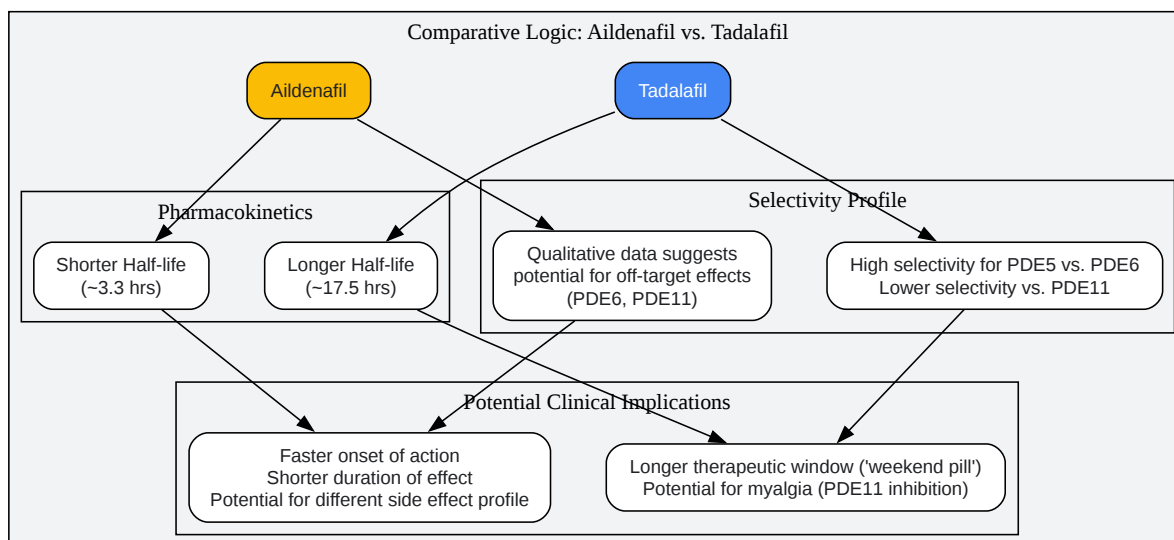 Comparative Logic: Aildenafil vs. Tadalafil
Aildenafil
Tadalafil
Pharmacokinetics
Shorter Half-life
(~3.3 hrs)
Longer Half-life
(~17.5 hrs)
Selectivity Profile
Qualitative data suggests
potential for off-target effects
(PDE6, PDE11)
High selectivity for PDE5 vs. PDE6
Lower selectivity vs. PDE11
Potential Clinical Implications
Faster onset of action
Shorter duration of effect
Potential for different side effect profile
Longer therapeutic window ('weekend pill')
Potential for myalgia (PDE11 inhibition)